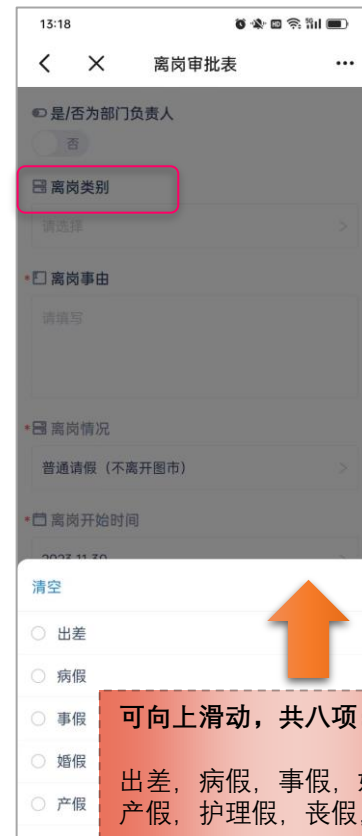 13:18
离岗审批表
是/否为部门负责人
否
离岗类别
请选择
*离岗事由
请填写
*离岗情况
普通请假（不离开图市）
*离岗开始时间
2023-11-30
清空
出差
病假
事假
婚假
产假
可向上滑动，共八项
出差，病假，事假，
产假，护理假，丧假